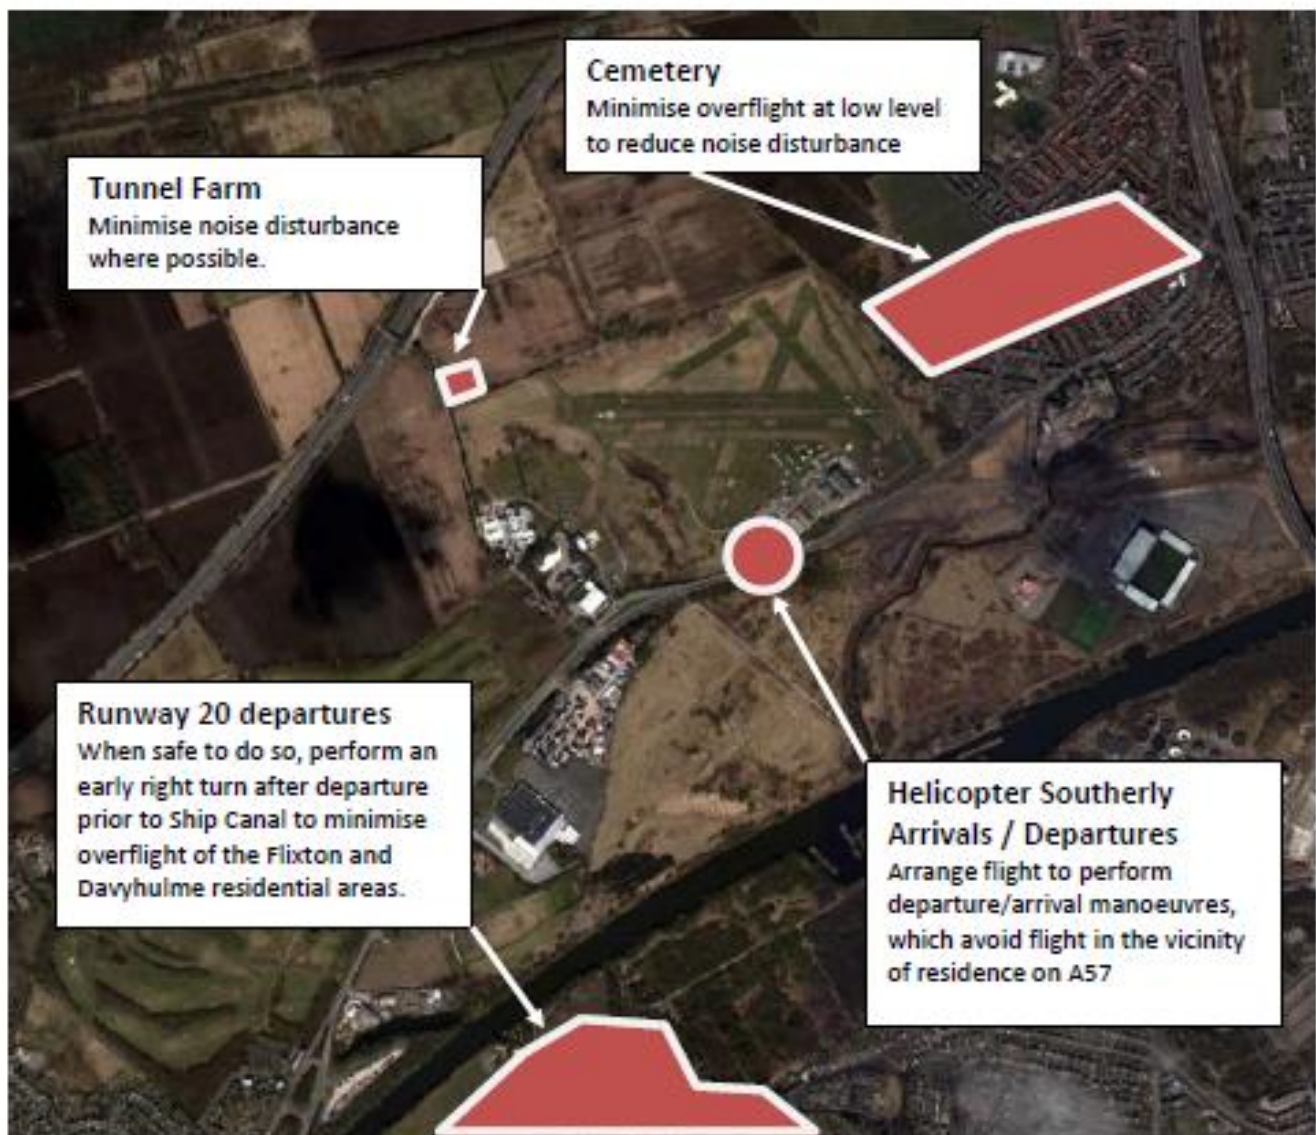 Cemetery
Minimise overflight at low level
to reduce noise disturbance
Tunnel Farm
Minimise noise disturbance
where possible.
Runway 20 departures
When safe to do so, perform an
early right turn after departure
prior to Ship Canal to minimise
overflight of the Flixton and
Davyhulme residential areas.
Helicopter Southerly
Arrivals / Departures
Arrange flight to perform
departure/arrival manoeuvres,
which avoid flight in the vicinity
of residence on A57